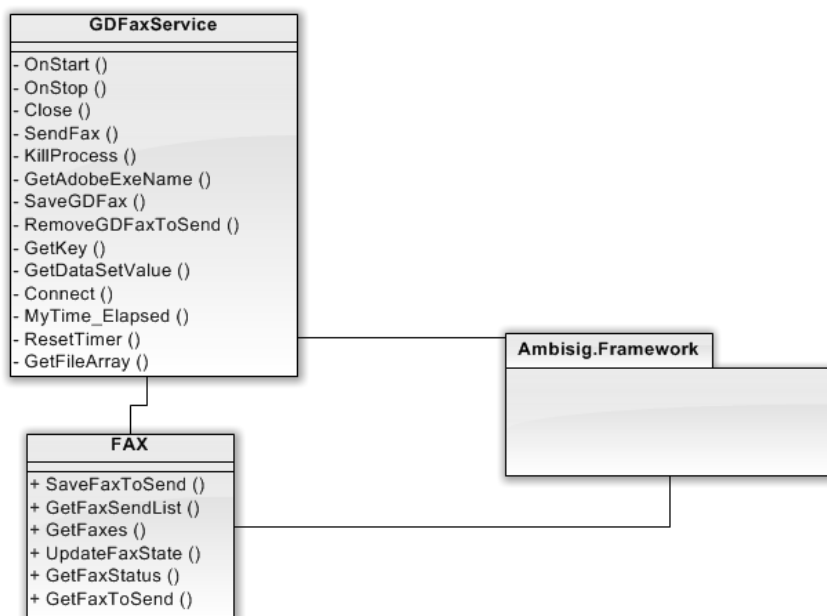 GDFaxService
- OnStart ()
- OnStop ()
- Close ()
- SendFax ()
- KillProcess ()
- GetAdobeExeName ()
- SaveGDFax ()
- RemoveGDFaxToSend ()
- GetKey ()
- GetDataSetValue ()
- Connect ()
- MyTime_Elapsed ()
- ResetTimer ()
- GetFileArray ()
Ambisig.Framework
FAX
+ SaveFaxToSend ()
+ GetFaxSendList ()
+ GetFaxes ()
+ UpdateFaxState ()
+ GetFaxStatus ()
+ GetFaxToSend ()